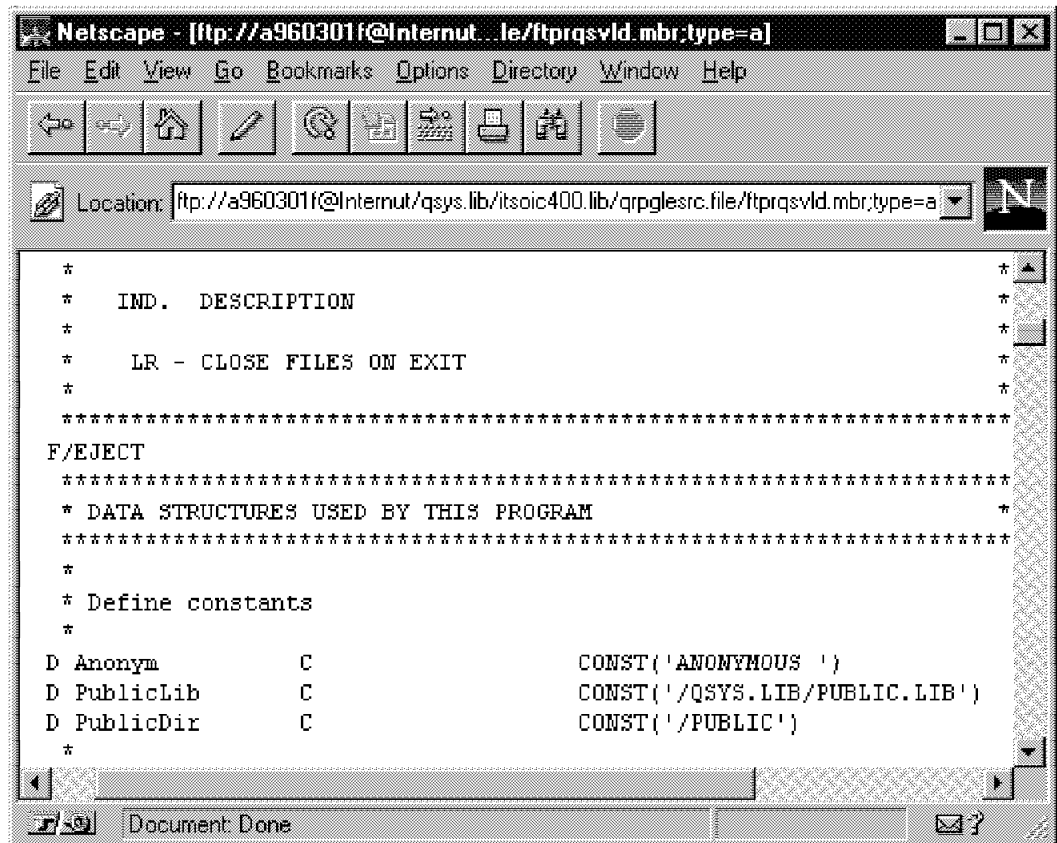 Netscape - [ftp://a960301f@Internut...le/ftprqsvld.mbr;type=a]
File Edit View Go Bookmarks Options Directory Window Help
Location: ftp://a960301f@Internut/qsys.lib/itsoic400.lib/qrpglesrc.file/ftprqsvld.mbr;type=a
N
* *
* IND. DESCRIPTION *
* *
* LR - CLOSE FILES ON EXIT *
* *
*********************************************************************
F/EJECT
*********************************************************************
* DATA STRUCTURES USED BY THIS PROGRAM *
*********************************************************************
*
* Define constants
*
D Anonym C CONST('ANONYMOUS ')
D PublicLib C CONST('/QSYS.LIB/PUBLIC.LIB')
D PublicDir C CONST('/PUBLIC')
*
Document: Done
?